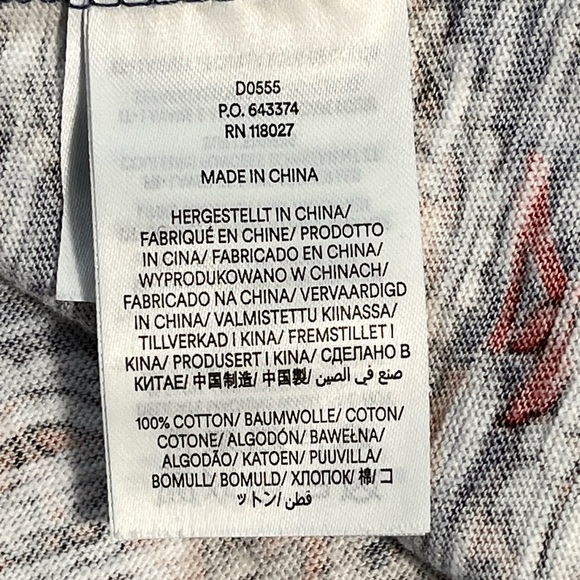 D0555
P.O. 643374
RN 118027
MADE IN CHINA
HERGESTELLT IN CHINA/
FABRIQUÉ EN CHINE/ PRODOTTO
IN CINA/ FABRICADO EN CHINA/
WYPRODUKOWANO W CHINACH/
FABRICADO NA CHINA/ VERVAARDIGD
IN CHINA/ VALMISTETTU KIINASSA/
TILLVERKAD I KINA/ FREMSTILLET I
KINA/ PRODUSERT I KINA/ СДЕЛАНО В
КИТАЕ/ 中国制造/ 中国製/ صنع في الصين/
100% COTTON/ BAUMWOLLE/ COTON/
COTONE/ ALGODÓN/ BAWEŁNA/
ALGODÃO/ KATOEN/ PUUVILLA/
BOMULL/ BOMULD/ ХЛОПОК/ 棉/ コ
ットン/ قطن/